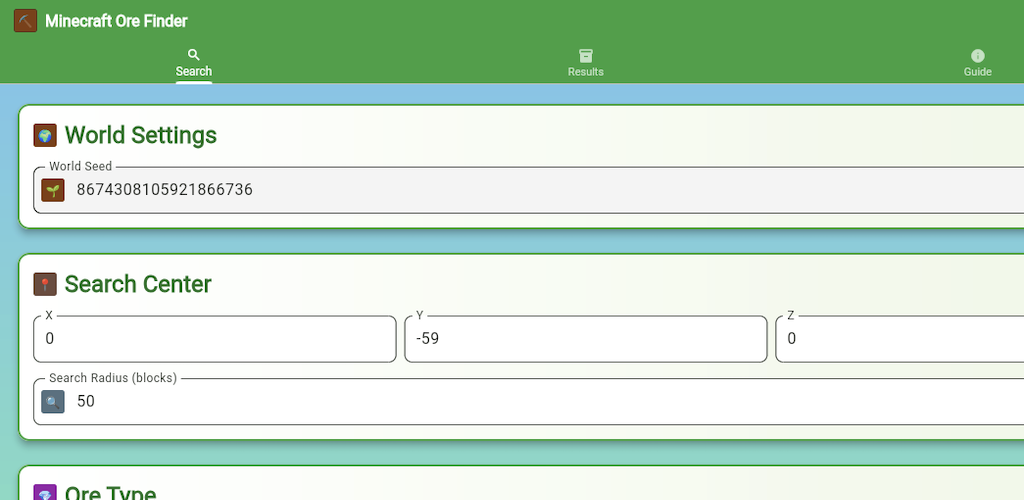 Minecraft Ore Finder
Search
Results
Guide
World Settings
World Seed
8674308105921866736
Search Center
X
0
Y
-59
Z
0
Search Radius (blocks)
50
Ore Type